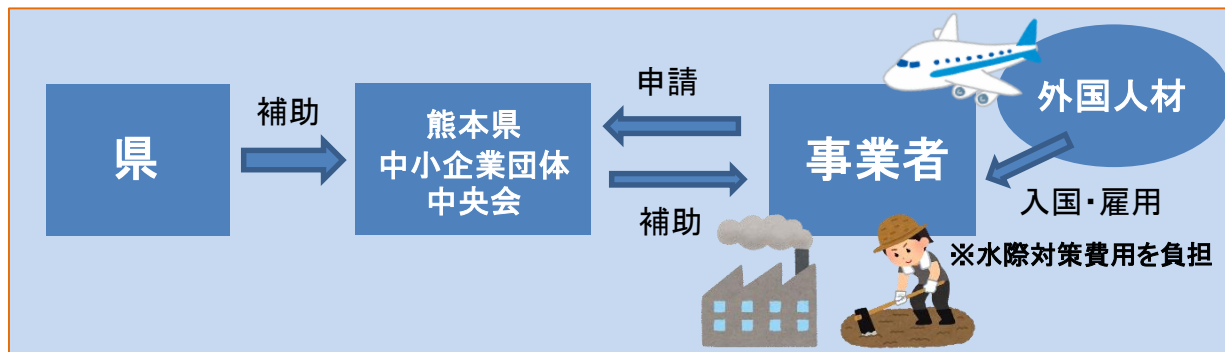 県
補助
熊本県
中小企業団体
中央会
申請
補助
事業者
外国人材
入国・雇用
※水際対策費用を負担